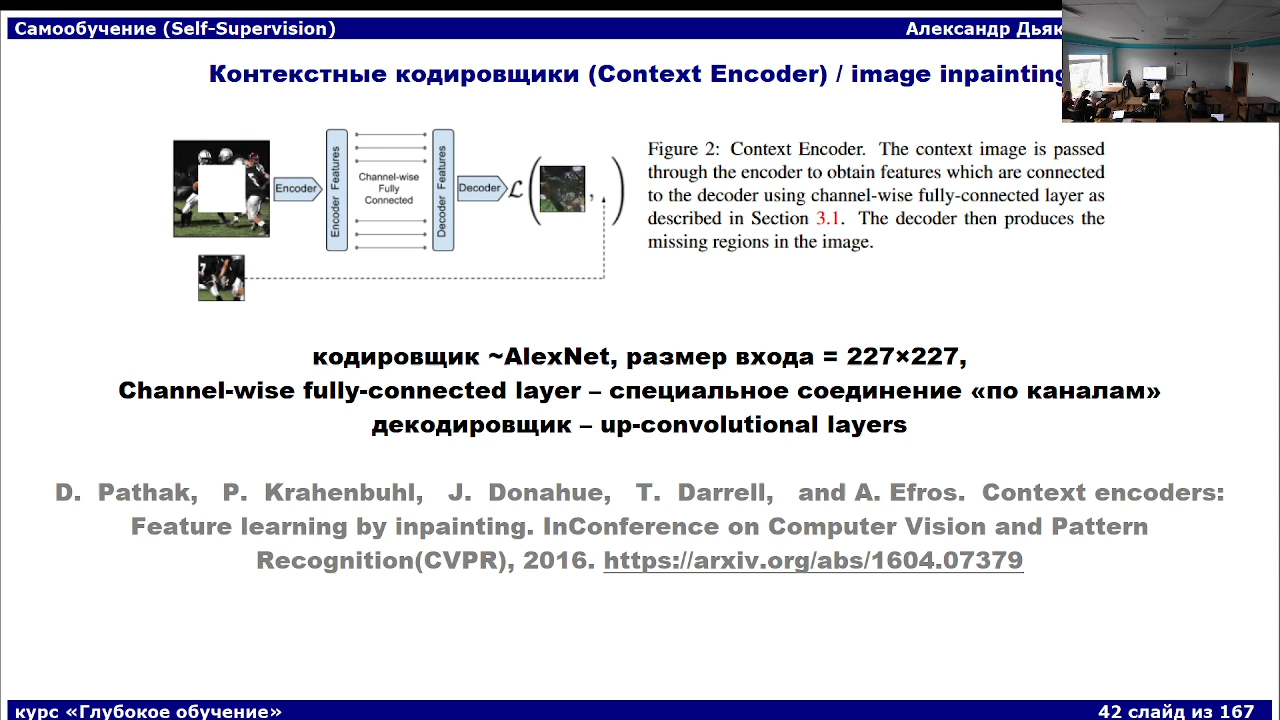 Самообучение (Self-Supervision)
Александр Дьяк
Контекстные кодировщики (Context Encoder) / image inpainting
Encoder
Encoder Features
Channel-wise
Fully
Connected
Decoder Features
Decoder
ℒ ( , )
Figure 2: Context Encoder. The context image is passed
through the encoder to obtain features which are connected
to the decoder using channel-wise fully-connected layer as
described in Section 3.1. The decoder then produces the
missing regions in the image.
кодировщик ~AlexNet, размер входа = 227×227,
Channel-wise fully-connected layer – специальное соединение «по каналам»
декодировщик – up-convolutional layers
D. Pathak, P. Krahenbuhl, J. Donahue, T. Darrell, and A. Efros. Context encoders:
Feature learning by inpainting. InConference on Computer Vision and Pattern
Recognition(CVPR), 2016. https://arxiv.org/abs/1604.07379
курс «Глубокое обучение»
42 слайд из 167